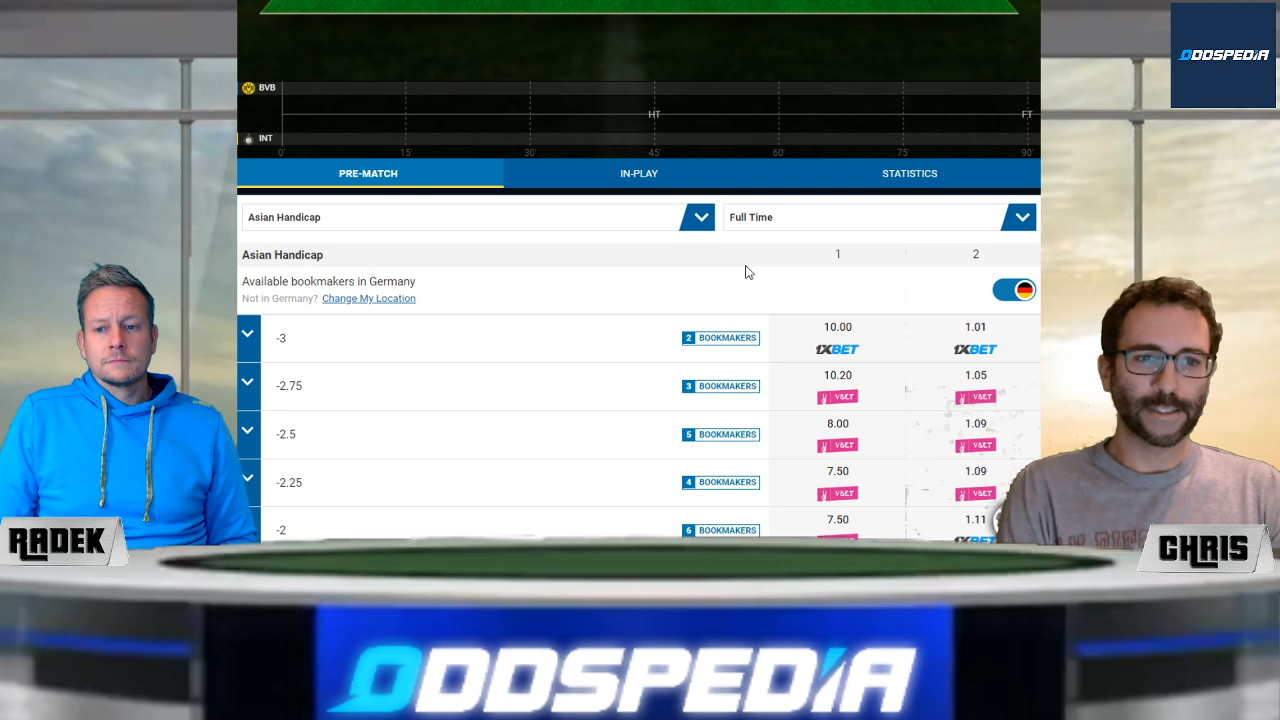 ODDSPEDIA
BVB
HT
FT
INT
0' 15' 30' 45' 60' 75' 90'
PRE-MATCH IN-PLAY STATISTICS
Asian Handicap Full Time
Asian Handicap 1 2
Available bookmakers in Germany
Not in Germany? Change My Location
-3 2 BOOKMAKERS 10.00 1.01
1XBET 1XBET
-2.75 3 BOOKMAKERS 10.20 1.05
VBET VBET
-2.5 5 BOOKMAKERS 8.00 1.09
VBET VBET
-2.25 4 BOOKMAKERS 7.50 1.09
VBET VBET
-2 6 BOOKMAKERS 7.50 1.11
1XBET
RADEK
CHRIS
ODDSPEDIA